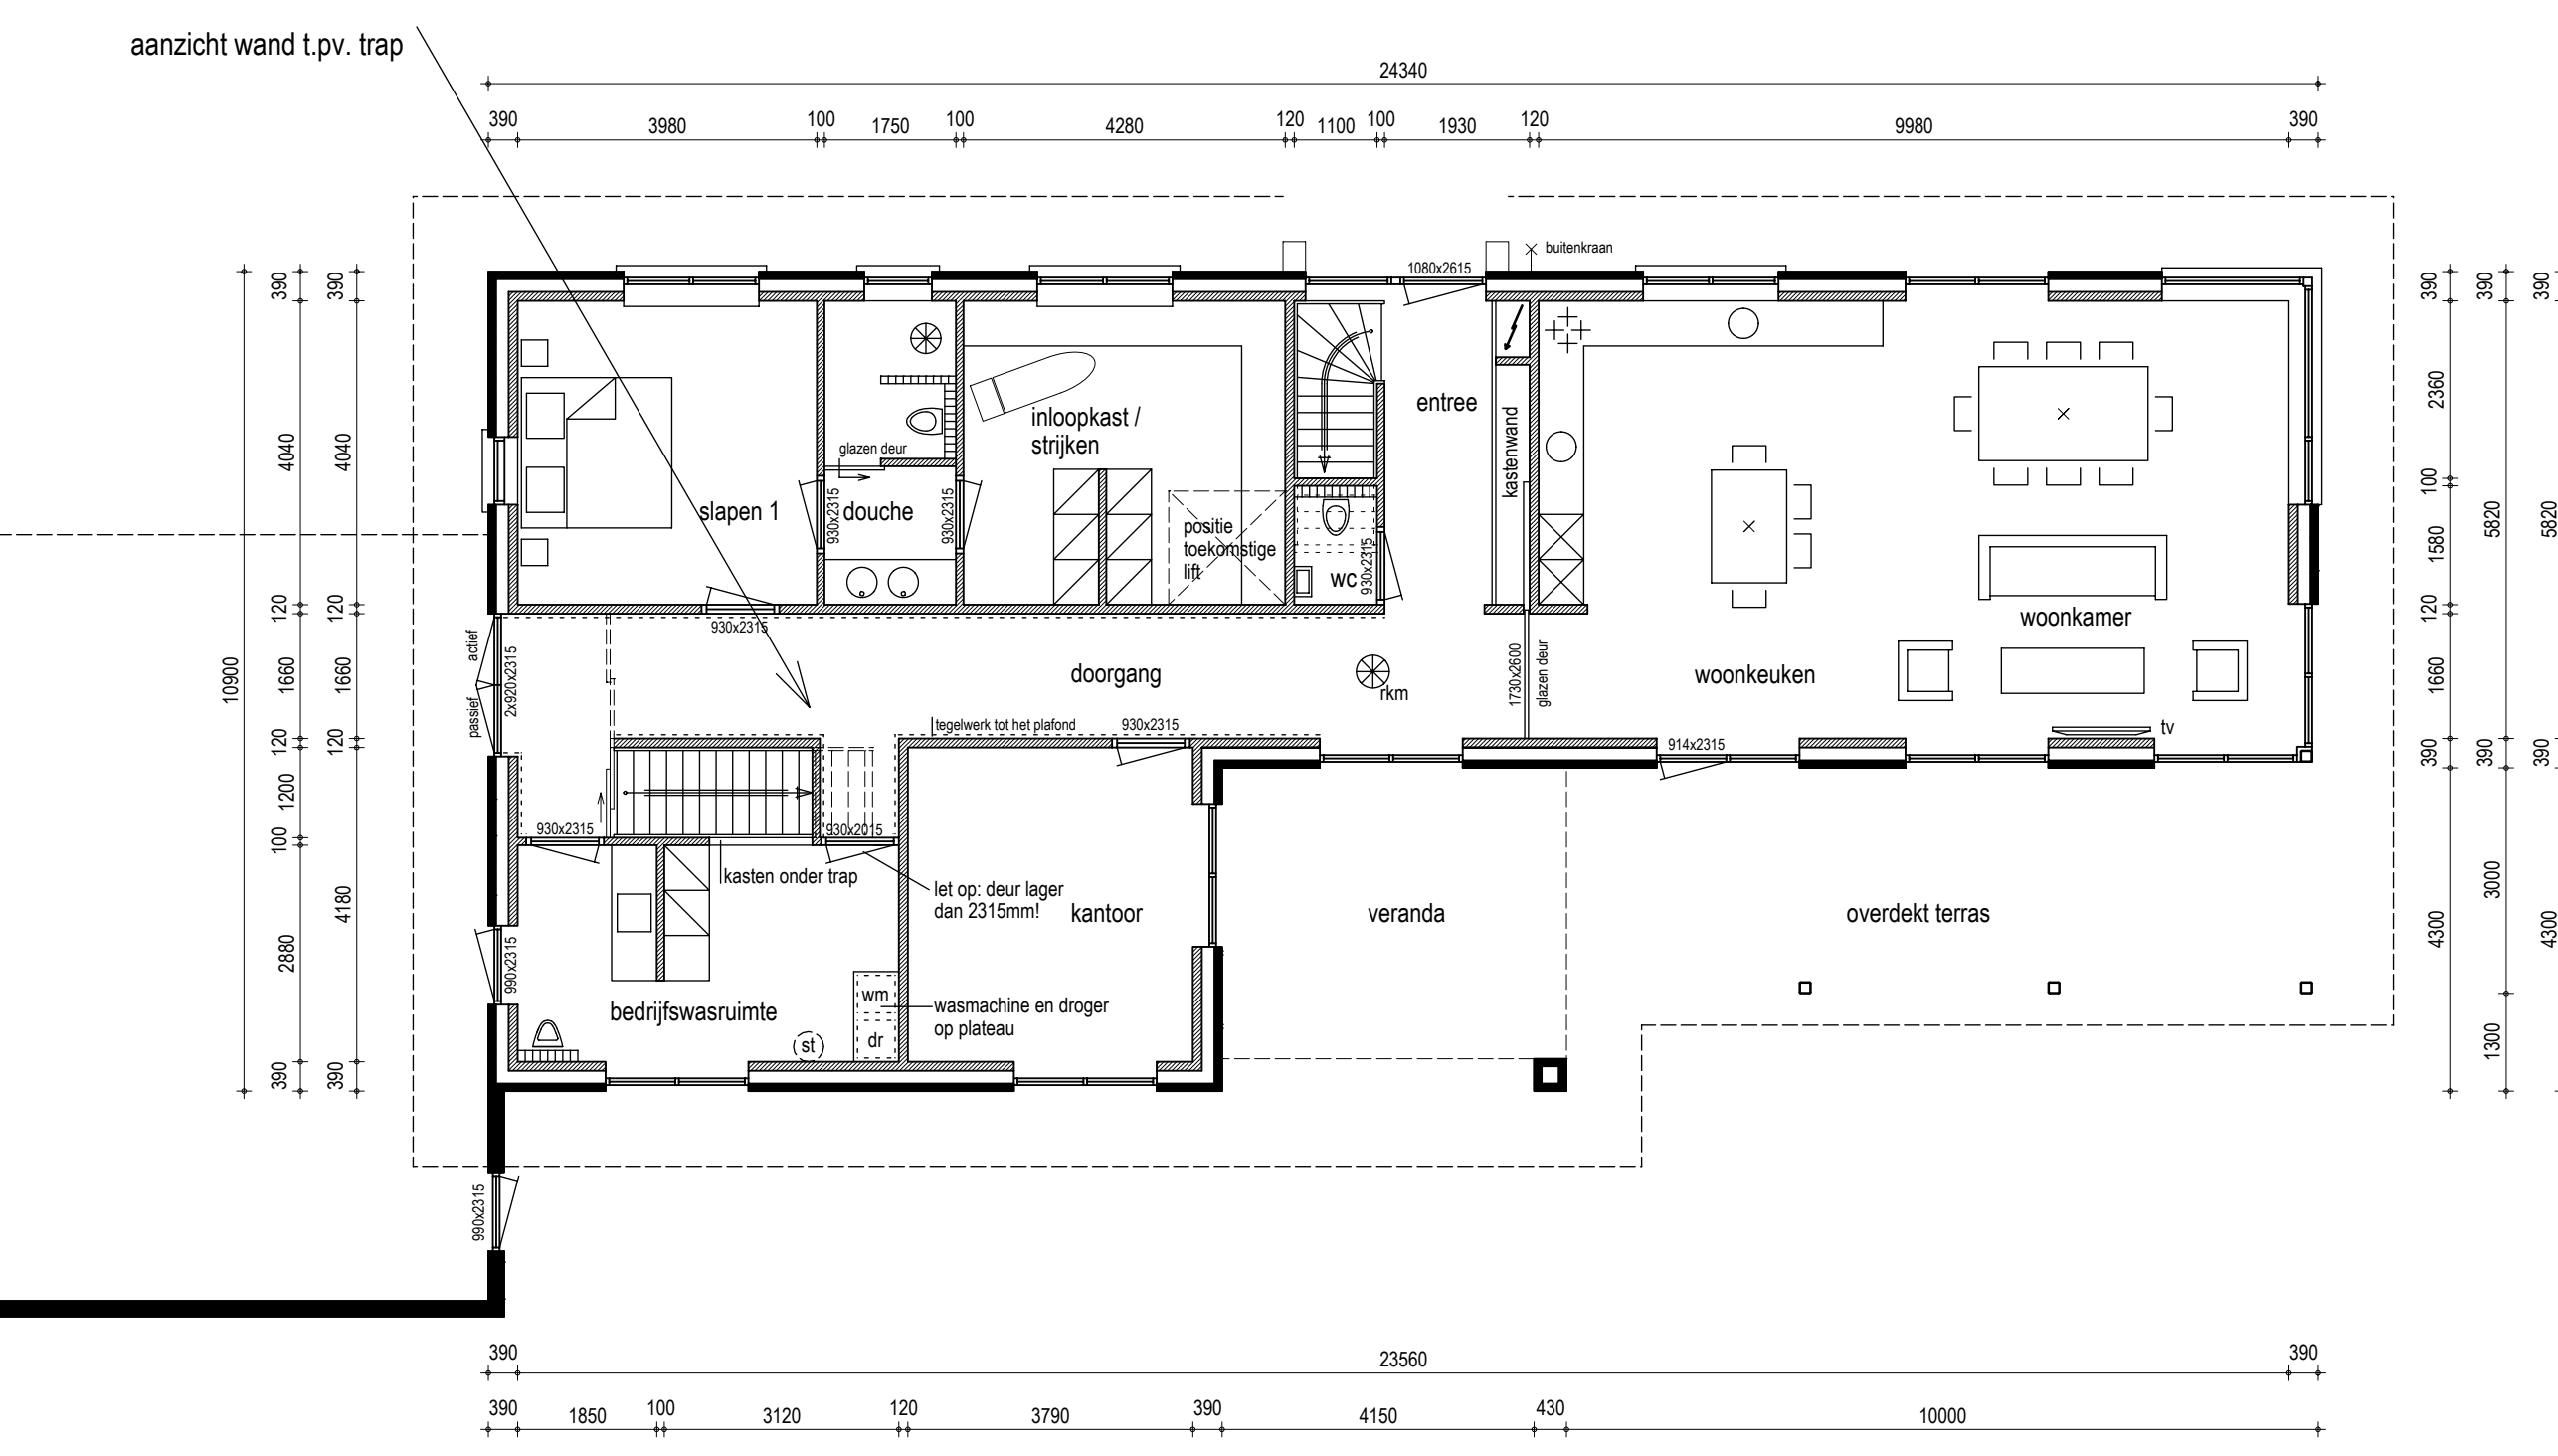 aanzicht wand t.pv. trap
24340
390 3980 100 1750 100 4280 120 1100 100 1930 120 9980 390
buitenkraan
1080x2615
390 390
390 390 390
entree
inloopkast /
strijken
kastenwand
glazen deur
2360
4040 4040
100
slapen 1
930x2315
douche
930x2315
positie
toekomstige
lift
wc
930x2315
1580
5820
5820
120 120
120
930x2315
woonkamer
actief
passief
2x920x2315
10900
1660 1660
doorgang
rkm
1730x2600
glazen deur
woonkeuken
1660
tegelwerk tot het plafond
930x2315
914x2315
tv
120 120
390 390 390
1200
100
930x2315
930x2015
kasten onder trap
let op: deur lager
dan 2315mm!
kantoor
veranda
overdekt terras
4180
2880
3000
4300
4300
990x2315
bedrijfswasruimte
wm
dr
st
wasmachine en droger
op plateau
1300
390 390
990x2315
390 23560 390
390 1850 100 3120 120 3790 390 4150 430 10000